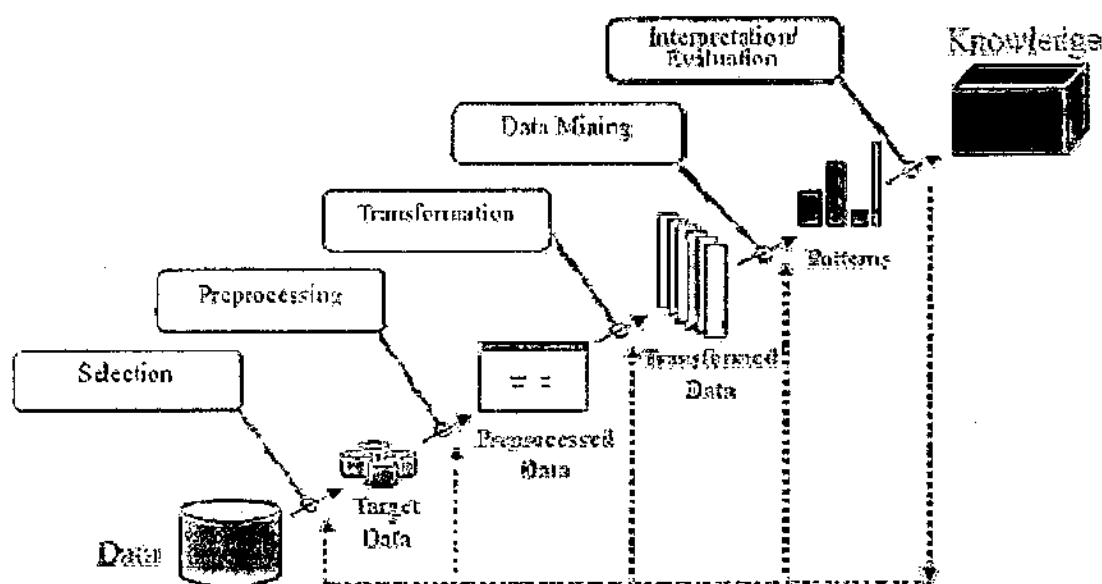 Interpretation/
Evaluation
Knowledge
Data Mining
Transformation
Patterns
Preprocessing
Transformed
Data
Selection
Preprocessed
Data
Target
Data
Data